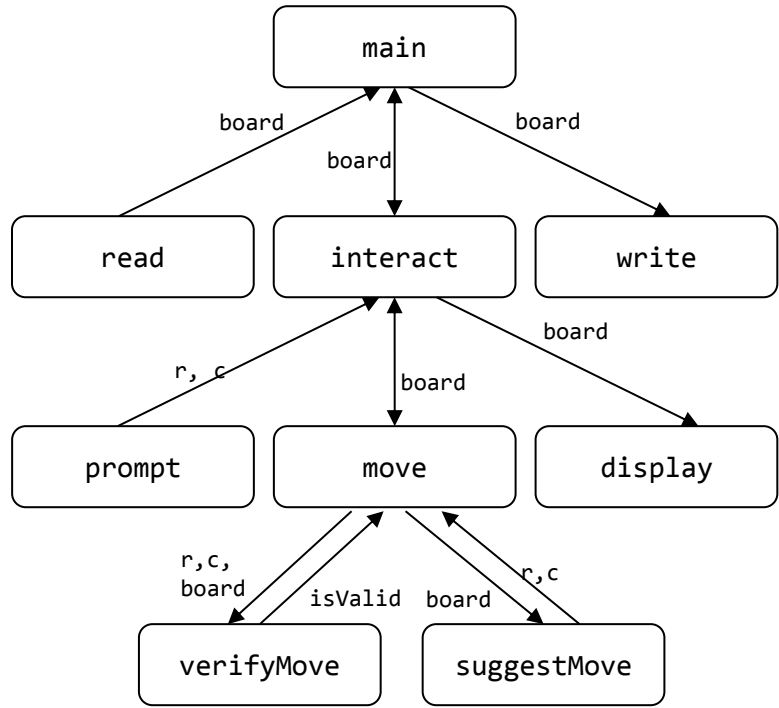 main
board
board
board
read
interact
write
r, c
board
board
prompt
move
display
r,c,
board
isValid
board
r,c
verifyMove
suggestMove